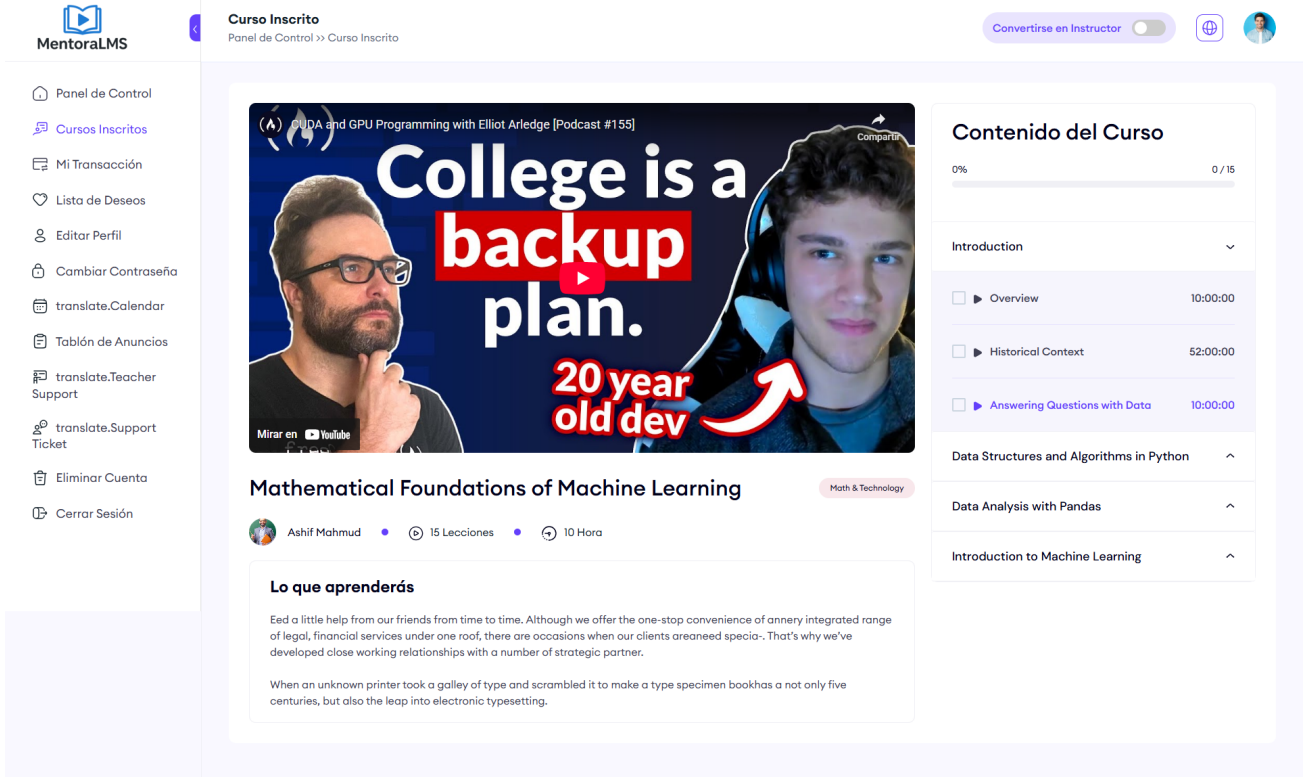 MentoraLMS
Panel de Control
Cursos Inscritos
Mi Transacción
Lista de Deseos
Editar Perfil
Cambiar Contraseña
translate.Calendar
Tablón de Anuncios
translate.Teacher
Support
translate.Support
Ticket
Eliminar Cuenta
Cerrar Sesión
Curso Inscrito
Panel de Control >> Curso Inscrito
Convertirse en Instructor
CUDA and GPU Programming with Elliot Arledge [Podcast #155]
Compartir
College is a
backup
plan.
20 year
old dev
Mirar en YouTube
Mathematical Foundations of Machine Learning
Math & Technology
Ashif Mahmud
15 Lecciones
10 Hora
Lo que aprenderás
Eed a little help from our friends from time to time. Although we offer the one-stop convenience of annery integrated range
of legal, financial services under one roof, there are occasions when our clients areaneed specia-. That's why we've
developed close working relationships with a number of strategic partner.
When an unknown printer took a galley of type and scrambled it to make a type specimen bookhas a not only five
centuries, but also the leap into electronic typesetting.
Contenido del Curso
0% 0 / 15
Introduction
Overview 10:00:00
Historical Context 52:00:00
Answering Questions with Data 10:00:00
Data Structures and Algorithms in Python
Data Analysis with Pandas
Introduction to Machine Learning